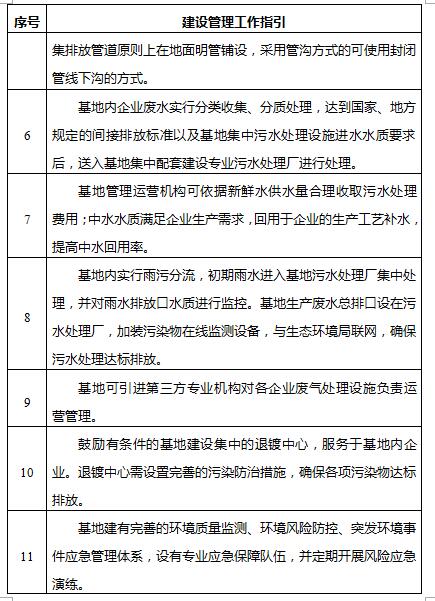 序号 建设管理工作指引
集排放管道原则上在地面明管铺设，采用管沟方式的可使用封闭
管线下沟的方式。
6
基地内企业废水实行分类收集、分质处理，达到国家、地方
规定的间接排放标准以及基地集中污水处理设施进水水质要求
后，送入基地集中配套建设专业污水处理厂进行处理。
7
基地管理运营机构可依据新鲜水供水量合理收取污水处理
费用；中水水质满足企业生产需求，回用于企业的生产工艺补水，
提高中水回用率。
8
基地内实行雨污分流，初期雨水进入基地污水处理厂集中处
理，并对雨水排放口水质进行监控。基地生产废水总排口设在污
水处理厂，加装污染物在线监测设备，与生态环境局联网，确保
污水处理达标排放。
9
基地可引进第三方专业机构对各企业废气处理设施负责运
营管理。
10
鼓励有条件的基地建设集中的退镀中心，服务于基地内企
业。退镀中心需设置完善的污染防治措施，确保各项污染物达标
排放。
11
基地建有完善的环境质量监测、环境风险防控、突发环境事
件应急管理体系，设有专业应急保障队伍，并定期开展风险应急
演练。